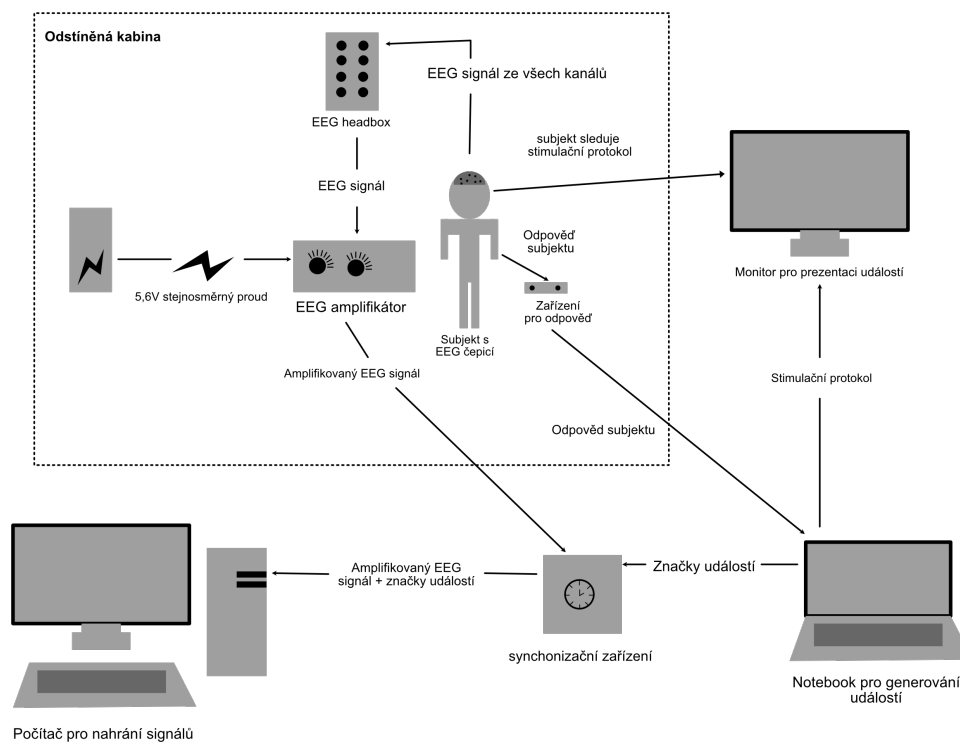 Odstíněná kabina
EEG signál ze všech kanálů
EEG headbox
subjekt sleduje
stimulační protokol
EEG signál
Odpověď
subjektu
Monitor pro prezentaci událostí
5,6V stejnosměrný proud
EEG amplifikátor
Zařízení
pro odpověď
Subjekt s
EEG čepicí
Amplifikovaný EEG signál
Stimulační protokol
Odpovéd subjektu
Amplifikovaný EEG
signál + značky událostí
Značky událostí
synchonizační zařízení
Notebook pro generování
událostí
Počítač pro nahrání signálů